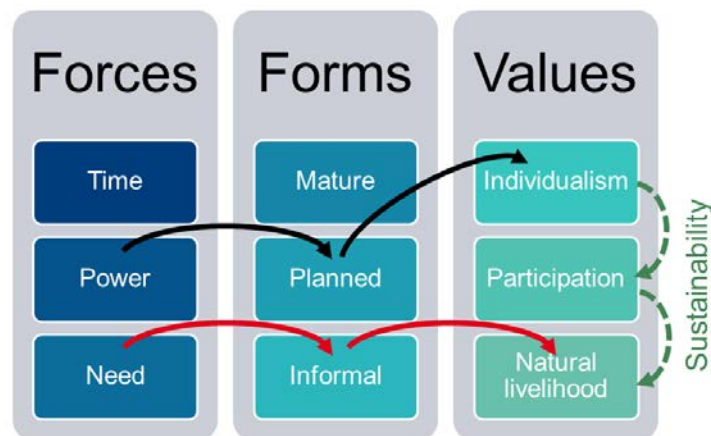 Forces
Forms
Values
Time
Mature
Individualism
Power
Planned
Participation
Need
Informal
Natural
livelihood
Sustainability